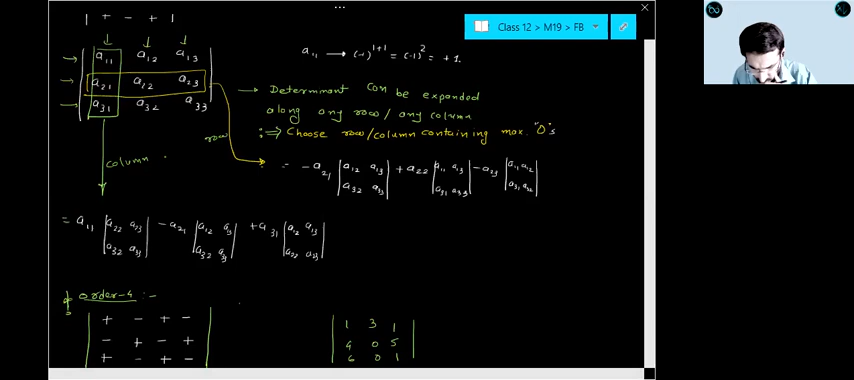 | + - + |
Class 12 > M19 > FB
a11 → (-1)^1+1 = (-1)^2 = +1.
a11 a12 a13
a21 a22 a23
a31 a32 a33
→ Determinant can be expanded
along any row / any column
⇒ Choose row/column containing max. "0"s
row
column
= -a21 |a12 a13 a32 a33| + a22 |a11 a13 a31 a33| - a23 |a11 a12 a31 a32|
= a11 |a22 a23 a32 a33| - a21 |a12 a13 a32 a33| + a31 |a12 a13 a22 a23|
of order-4 :-
+ - + -
- + - +
+ - + -
1 3 1
4 0 5
6 0 1